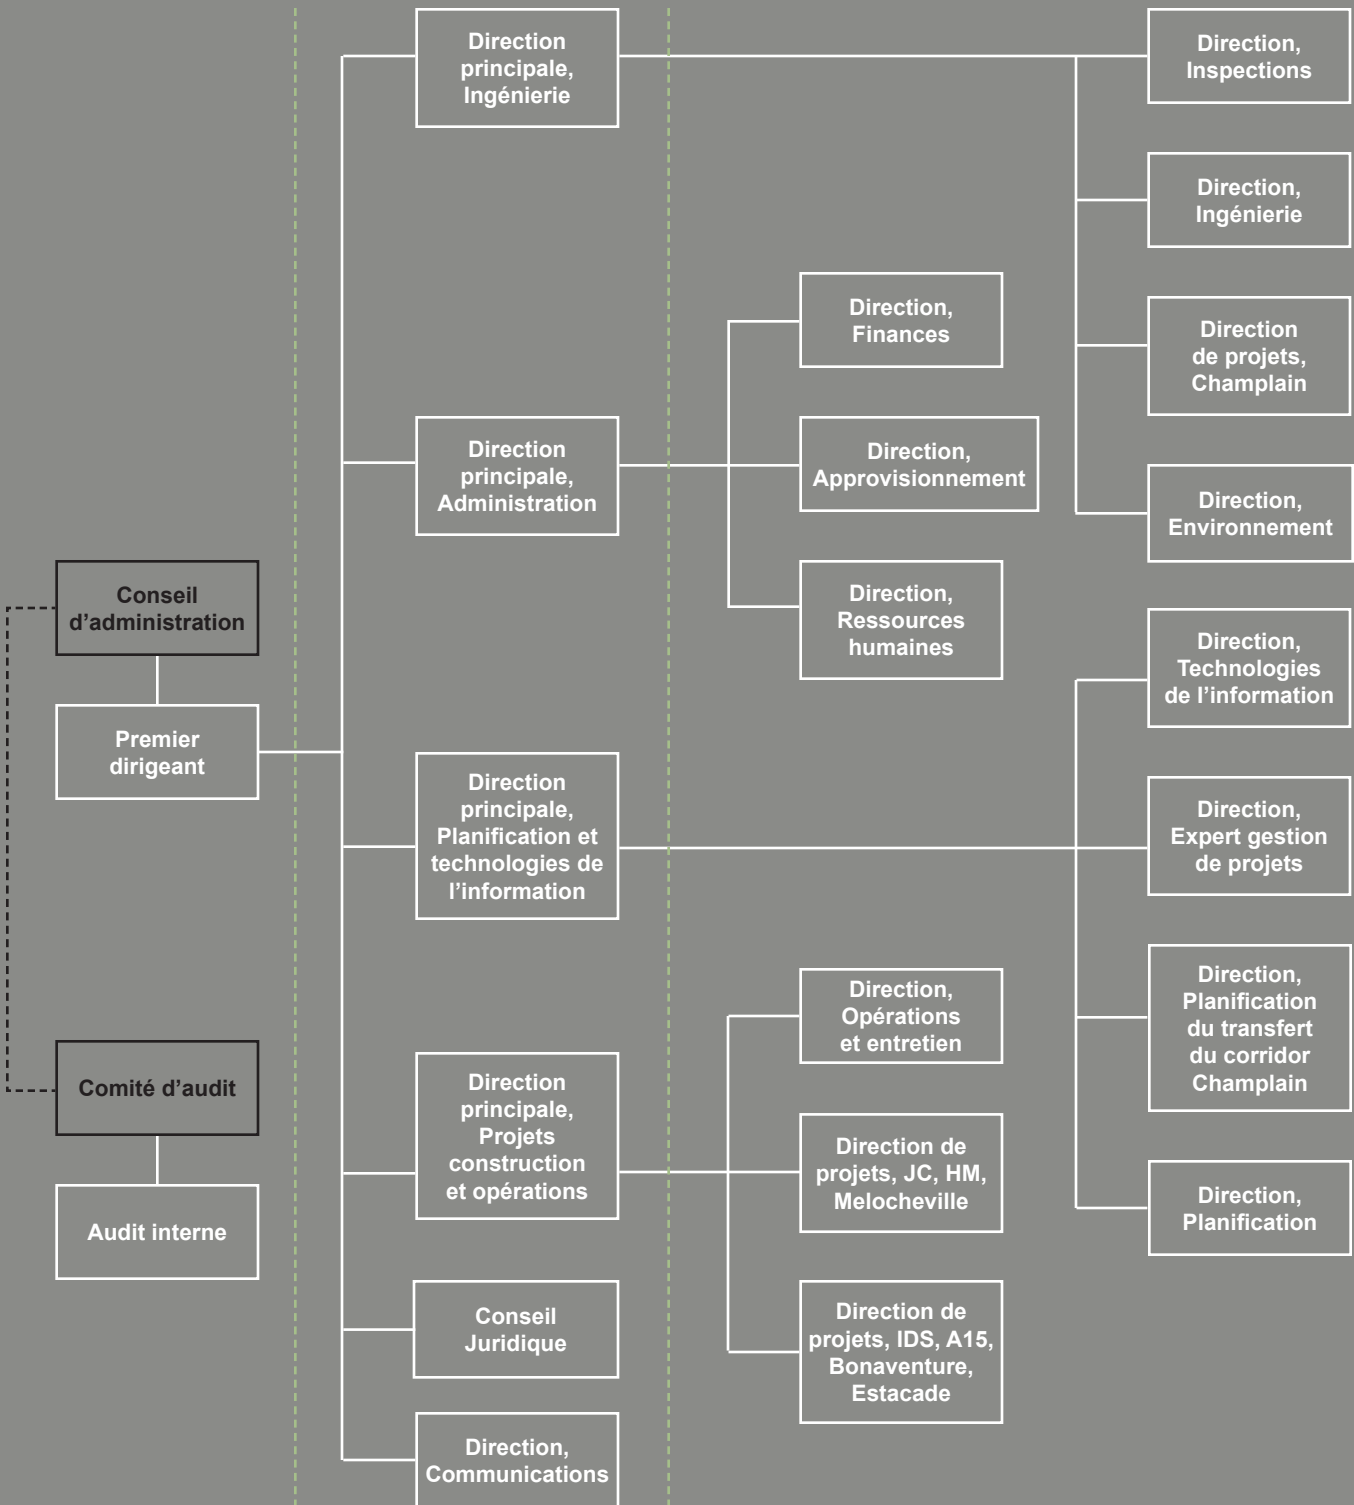 Conseil
d'administration
Premier
dirigeant
Comité d'audit
Audit interne
Direction
principale,
Ingénierie
Direction
principale,
Administration
Direction
principale,
Planification et
technologies de
l'information
Direction
principale,
Projets
construction
et opérations
Conseil
Juridique
Direction,
Communications
Direction,
Finances
Direction,
Approvisionnement
Direction,
Ressources
humaines
Direction,
Opérations
et entretien
Direction de
projets, JC, HM,
Melocheville
Direction de
projets, IDS, A15,
Bonaventure,
Estacade
Direction,
Inspections
Direction,
Ingénierie
Direction
de projets,
Champlain
Direction,
Environnement
Direction,
Technologies
de l'information
Direction,
Expert gestion
de projets
Direction,
Planification
du transfert
du corridor
Champlain
Direction,
Planification